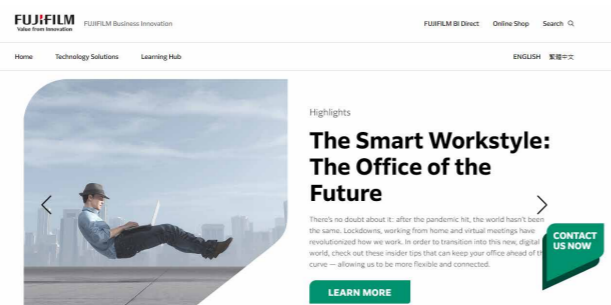 FUJIFILM
Value from Innovation
FUJIFILM Business Innovation
FUJIFILM BI Direct
Online Shop
Search
Home
Technology Solutions
Learning Hub
ENGLISH
繁體中文
Highlights
The Smart Workstyle:
The Office of the
Future
There's no doubt about it: after the pandemic hit, the world hasn't been
the same. Lockdowns, working from home and virtual meetings have
revolutionized how we work. In order to transition into this new, digital
world, check out these insider tips that can keep your office ahead of the
curve — allowing us to be more flexible and connected.
CONTACT
US NOW
LEARN MORE